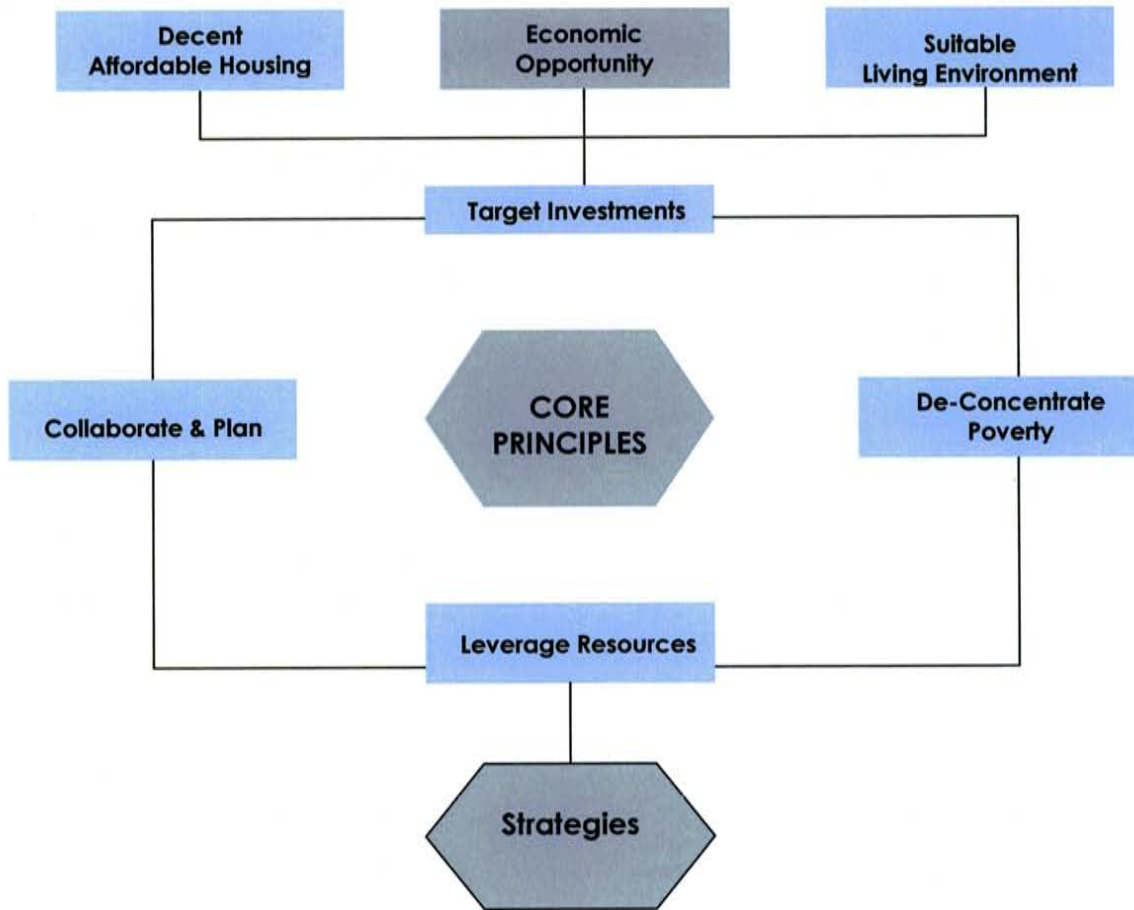 Decent
Affordable Housing
Economic
Opportunity
Suitable
Living Environment
Target Investments
Collaborate & Plan
CORE
PRINCIPLES
De-Concentrate
Poverty
Leverage Resources
Strategies